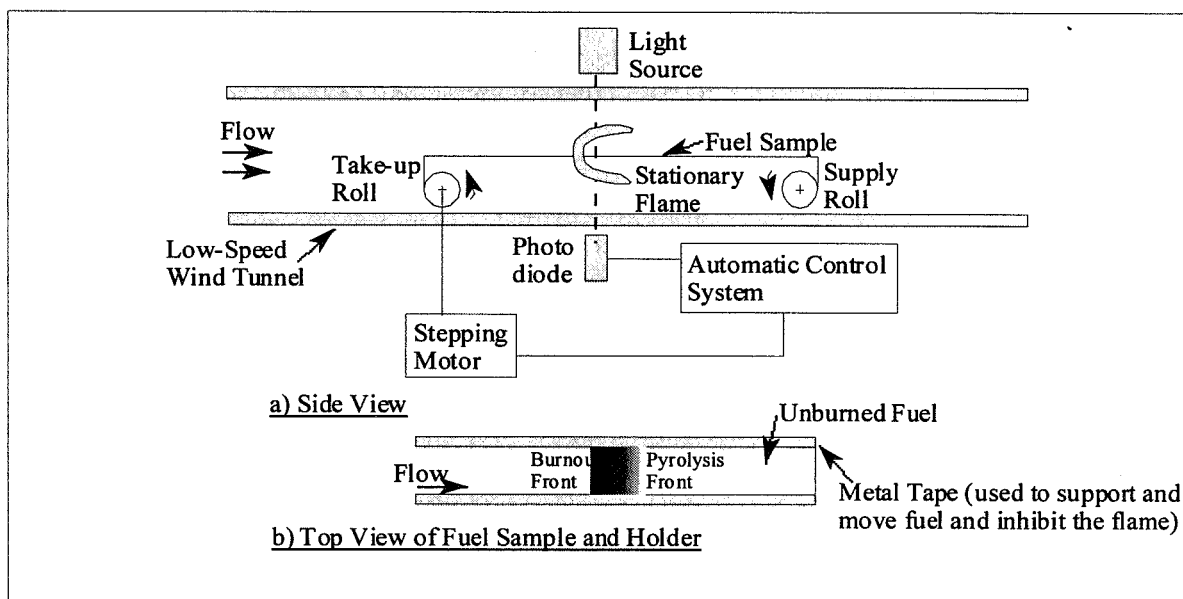 Light
Source
Flow
Take-up
Roll
Fuel Sample
Stationary
Flame
Supply
Roll
Low-Speed
Wind Tunnel
Photo
diode
Automatic Control
System
Stepping
Motor
a) Side View
Unburned Fuel
Flow
Burnou
Front
Pyrolysis
Front
Metal Tape (used to support and
move fuel and inhibit the flame)
b) Top View of Fuel Sample and Holder